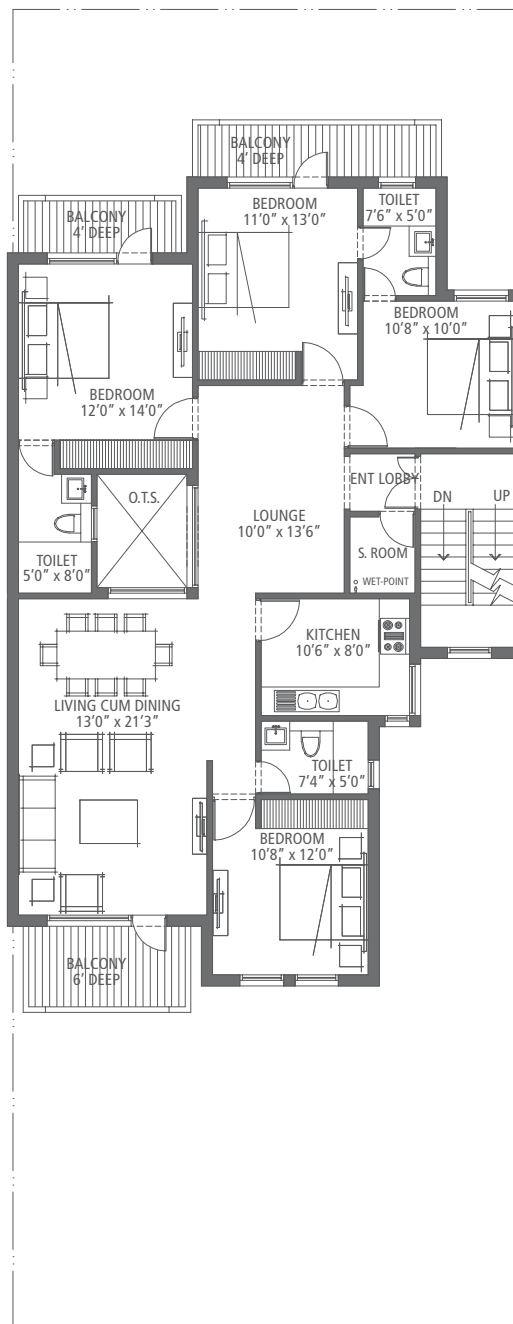 BALCONY
4' DEEP
BEDROOM
11'0" x 13'0"
TOILET
7'6" x 5'0"
BALCONY
4' DEEP
BEDROOM
10'8" x 10'0"
BEDROOM
12'0" x 14'0"
ENT LOBBY
O.T.S.
DN
UP
LOUNGE
10'0" x 13'6"
TOILET
5'0" x 8'0"
S. ROOM
WET-POINT
KITCHEN
10'6" x 8'0"
LIVING CUM DINING
13'0" x 21'3"
TOILET
7'4" x 5'0"
BEDROOM
10'8" x 12'0"
BALCONY
6' DEEP